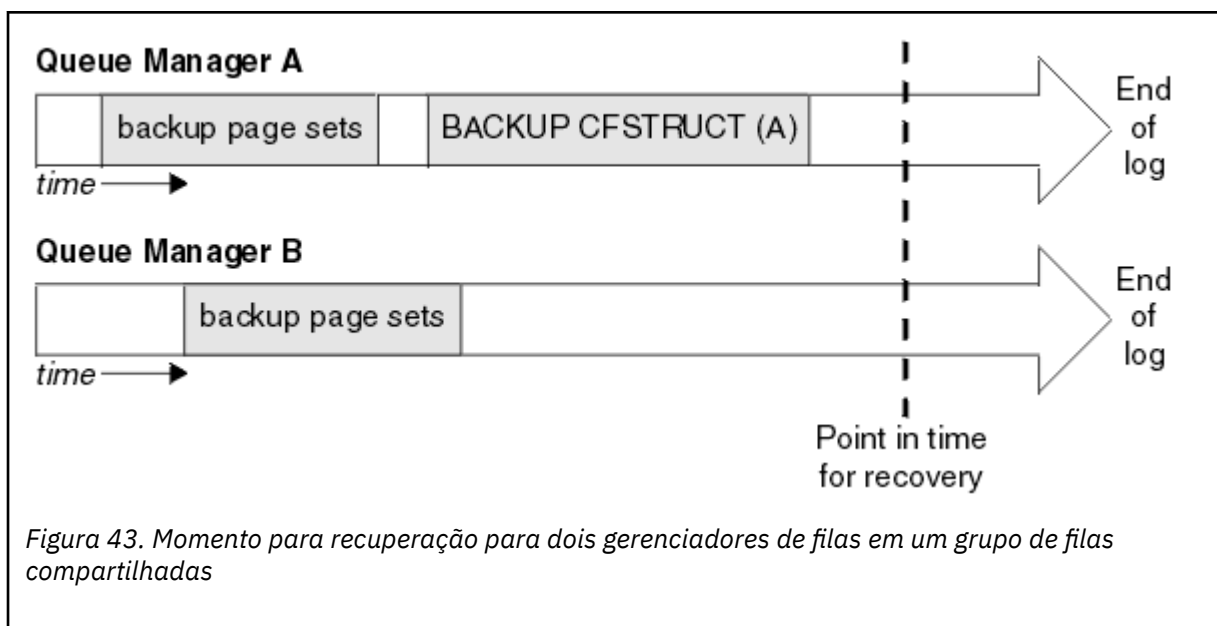 Queue Manager A
backup page sets
BACKUP CFSTRUCT (A)
End
of
log
time
Queue Manager B
backup page sets
End
of
log
time
Point in time
for recovery
Figura 43. Momento para recuperação para dois gerenciadores de filas em um grupo de filas
compartilhadas